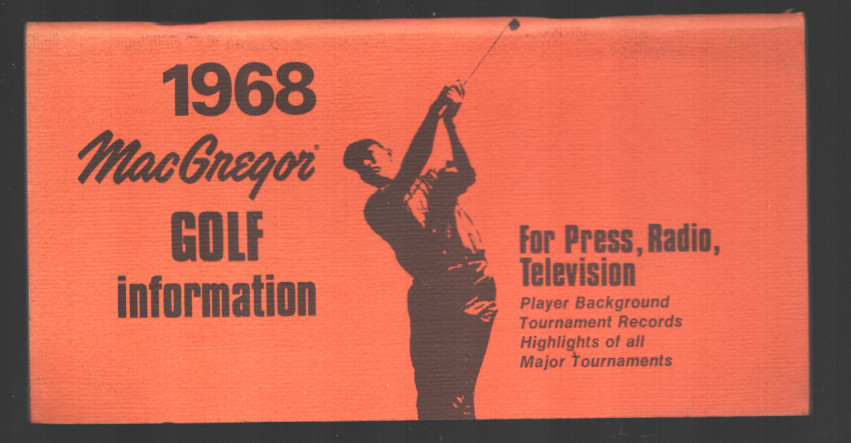 1968
MacGregor
GOLF
information
For Press, Radio,
Television
Player Background
Tournament Records
Highlights of all
Major Tournaments